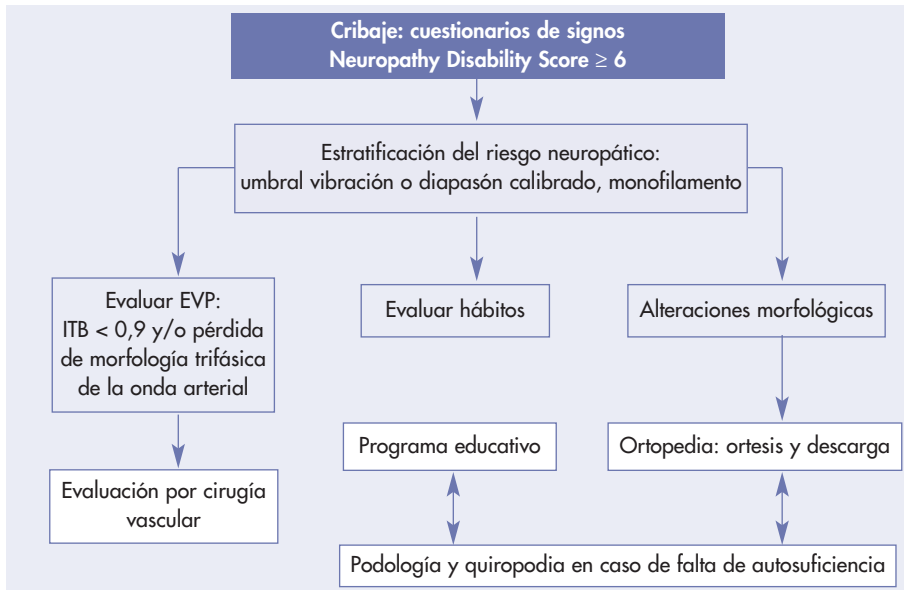 Cribaje: cuestionarios de signos
Neuropathy Disability Score ≥ 6
Estratificación del riesgo neuropático:
umbral vibración o diapasón calibrado, monofilamento
Evaluar EVP:
ITB < 0,9 y/o pérdida
de morfología trifásica
de la onda arterial
Evaluar hábitos
Alteraciones morfológicas
Evaluación por cirugía
vascular
Programa educativo
Ortopedia: ortesis y descarga
Podología y quiropodia en caso de falta de autosuficiencia